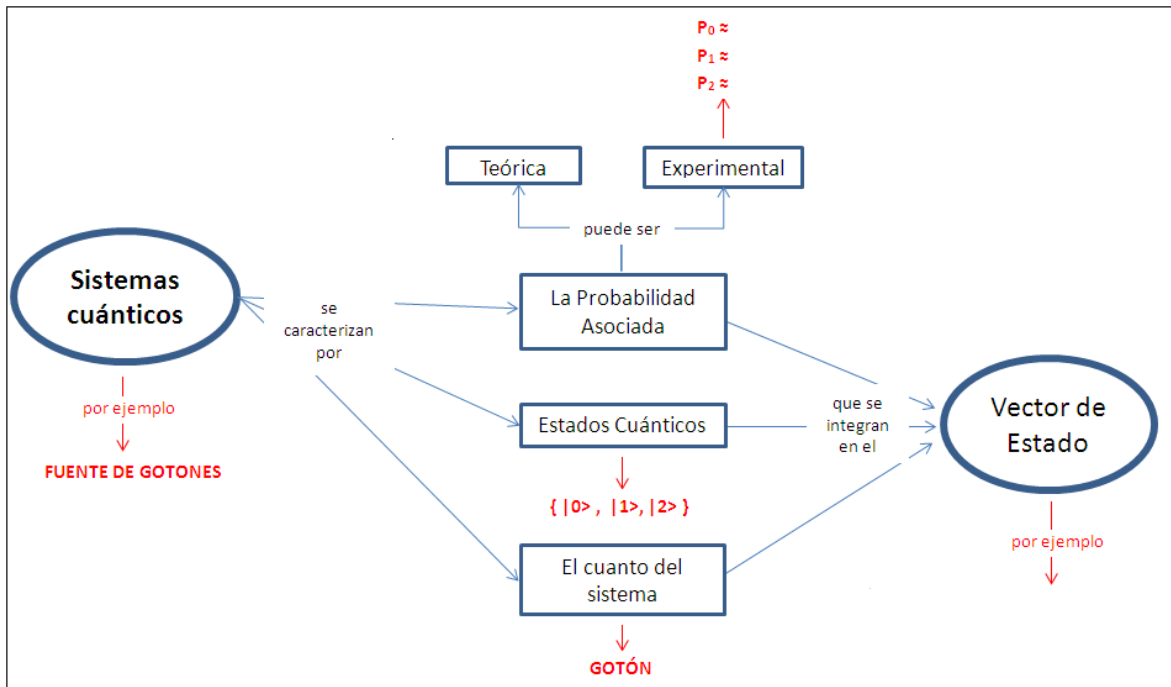 P₀ ≈
P₁ ≈
P₂ ≈
Teórica
Experimental
puede ser
Sistemas
cuánticos
se
caracterizan
por
La Probabilidad
Asociada
por ejemplo
FUENTE DE GOTONES
Estados Cuánticos
{ |0> , |1>, |2> }
que se
integran
en el
Vector de
Estado
por ejemplo
El cuanto del
sistema
GOTÓN